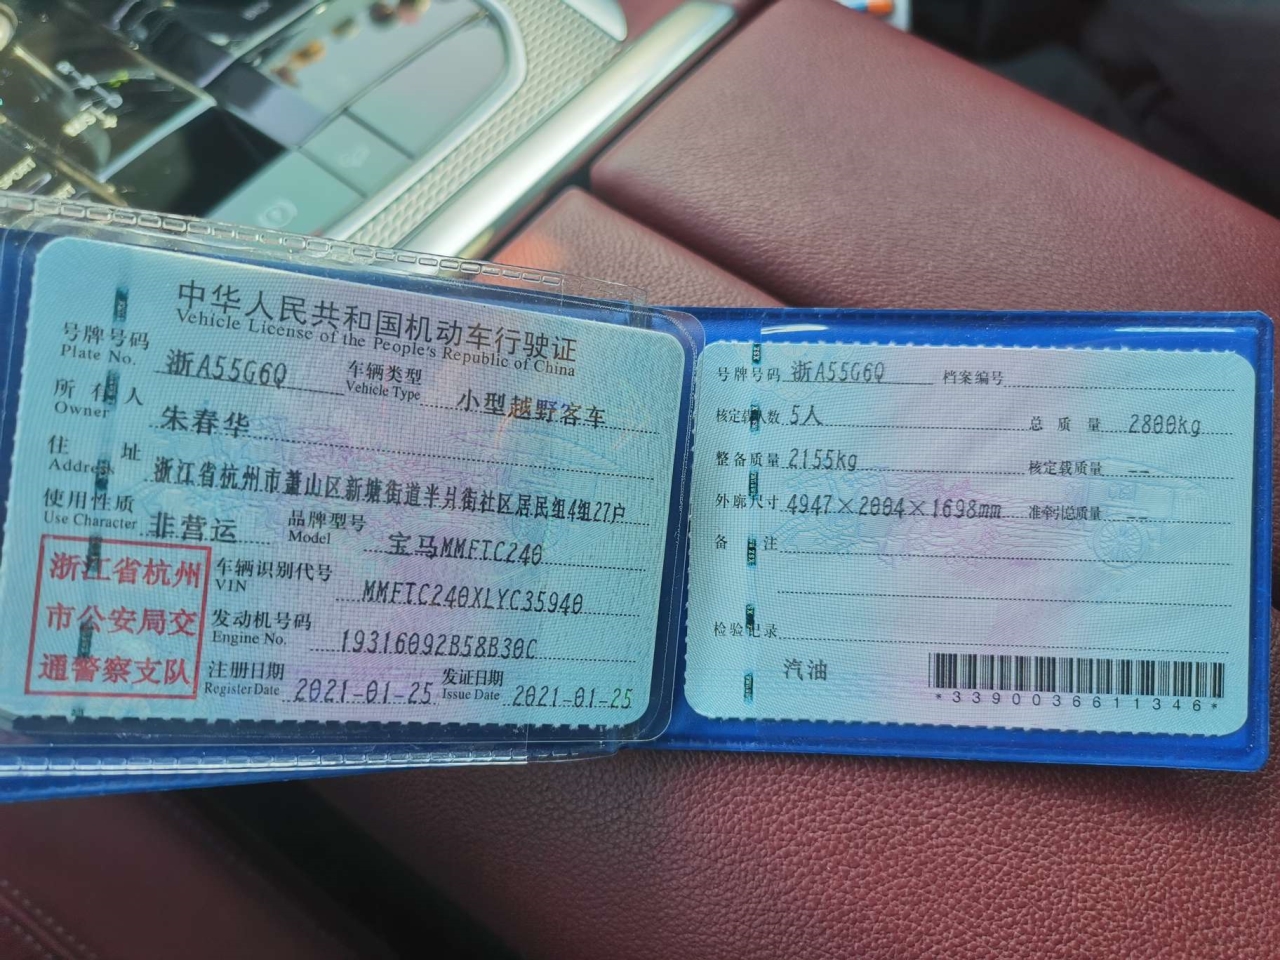 中华人民共和国机动车行驶证
Vehicle License of the People's Republic of China
号牌号码 浙A55G6Q 车辆类型 小型越野客车
Plate No. Vehicle Type
所有人 朱春华
Owner
住址 浙江省杭州市萧山区新塘街道半爿街社区居民组4组27户
Address
使用性质 非营运 品牌型号 宝马MMFTC240
Use Character Model
浙江省杭州
市公安局交
通警察支队
车辆识别代号 MMFTC240XLYC35940
VIN
发动机号码 19316092B58B30C
Engine No.
注册日期 2021-01-25 发证日期 2021-01-25
Register Date Issue Date
号牌号码 浙A55G6Q 档案编号
核定载人数 5人 总质量 2800kg
整备质量 2155kg 核定载质量 --
外廓尺寸 4947×2004×1698mm 准牵引总质量 --
备注
检验记录
汽油
*3390036611346*